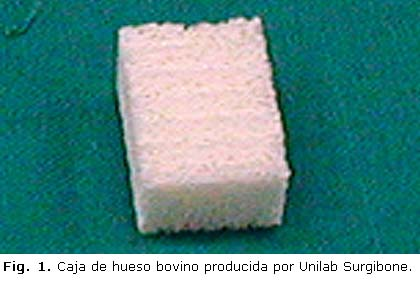 Fig. 1. Caja de hueso bovino producida por Unilab Surgibone.